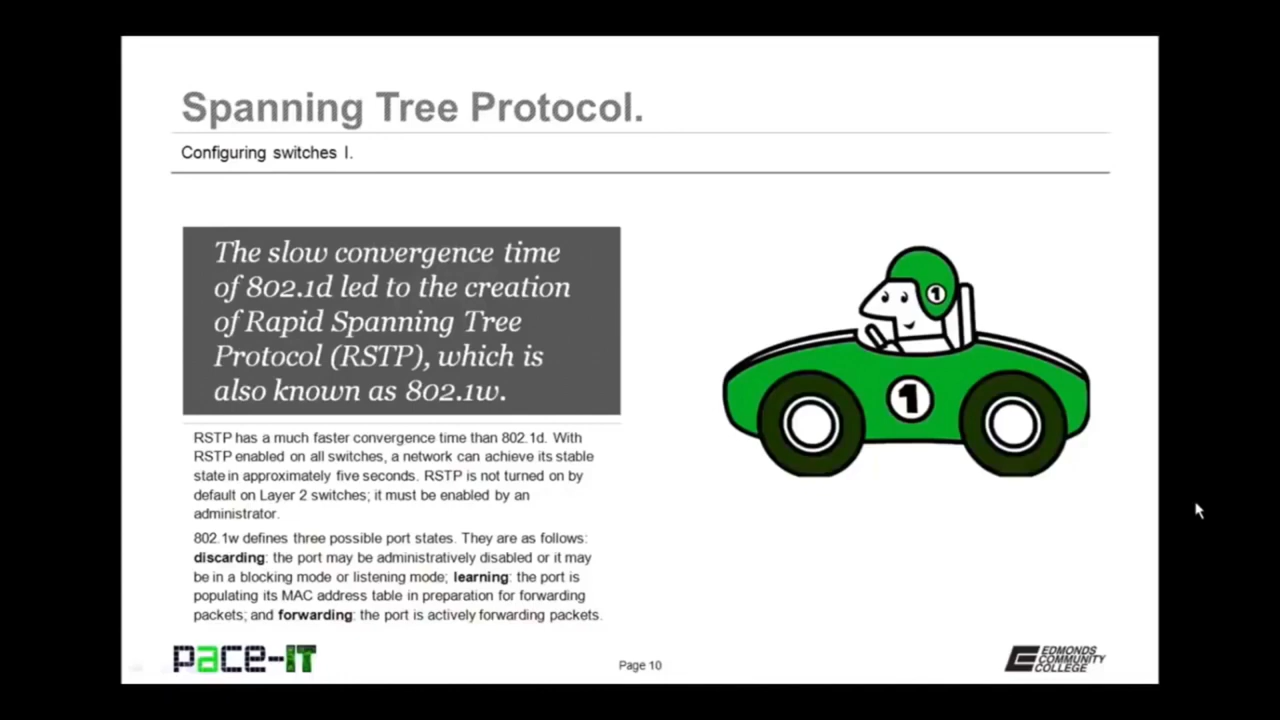 Spanning Tree Protocol.
Configuring switches I.
The slow convergence time
of 802.1d led to the creation
of Rapid Spanning Tree
Protocol (RSTP), which is
also known as 802.1w.
1
1
RSTP has a much faster convergence time than 802.1d. With
RSTP enabled on all switches, a network can achieve its stable
state in approximately five seconds. RSTP is not turned on by
default on Layer 2 switches; it must be enabled by an
administrator.
802.1w defines three possible port states. They are as follows:
discarding: the port may be administratively disabled or it may
be in a blocking mode or listening mode; learning: the port is
populating its MAC address table in preparation for forwarding
packets; and forwarding: the port is actively forwarding packets.
pace-IT
Page 10
EDMONDS
COMMUNITY
COLLEGE